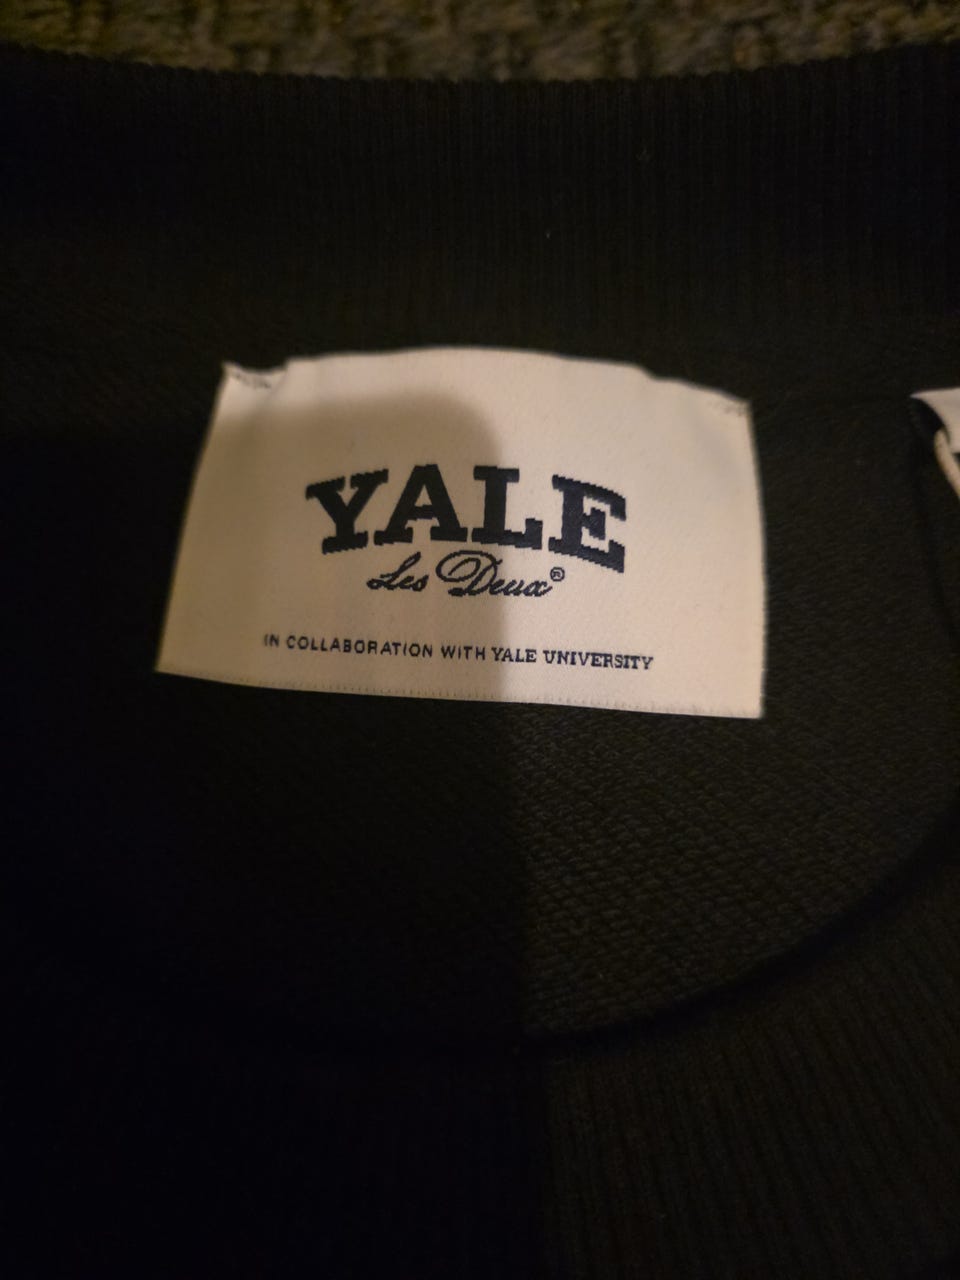 YALE
Les Deux®
IN COLLABORATION WITH YALE UNIVERSITY